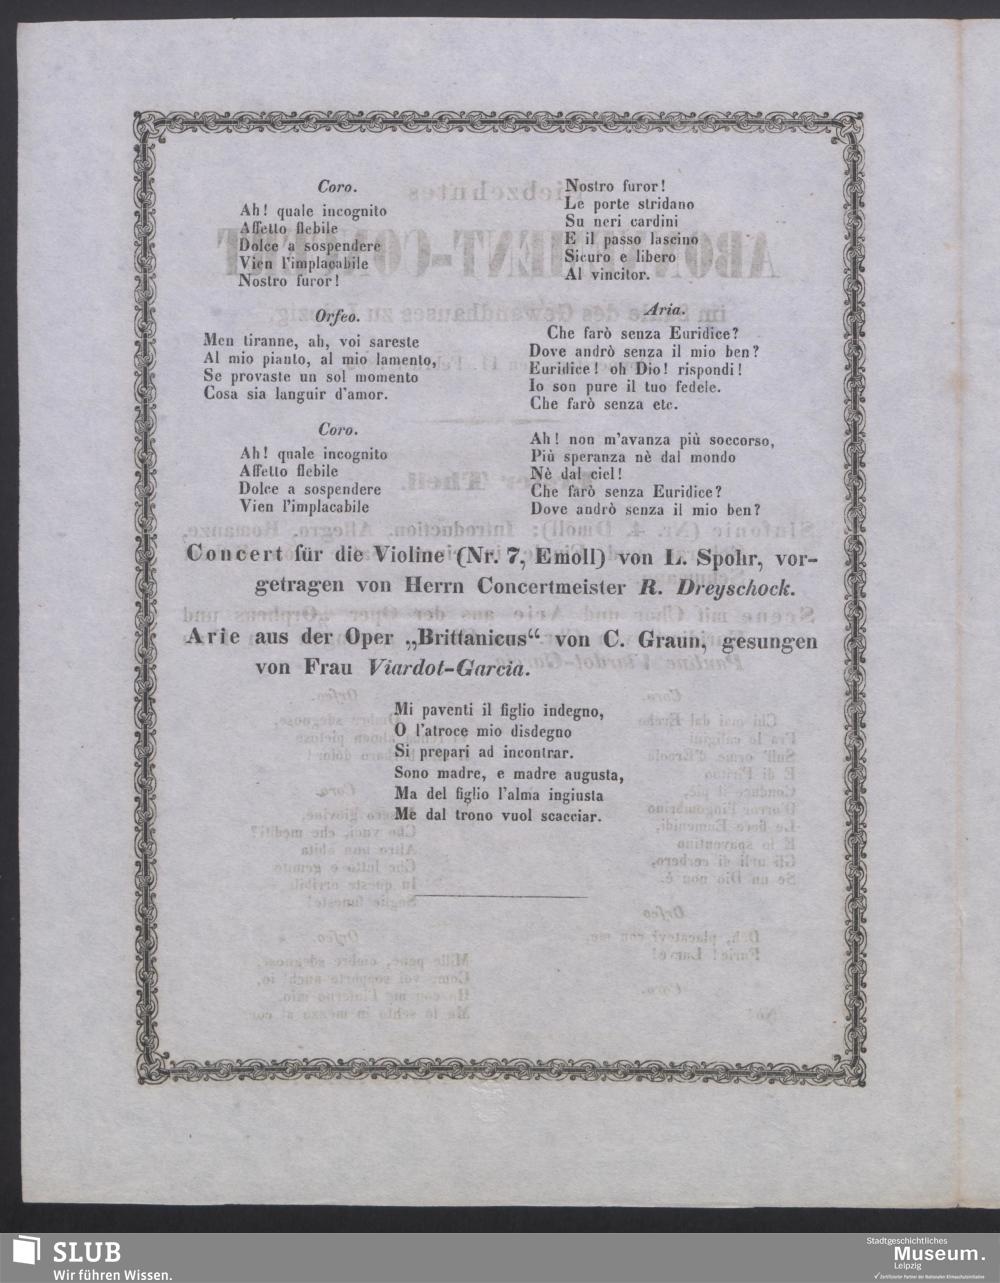 Coro.
Ah! quale incognito
Affetto flebile
Dolce a sospendere
Vien l'implacabile
Nostro furor!
Orfeo.
Men tiranne, ah, voi sareste
Al mio pianto, al mio lamento,
Se provaste un sol momento
Cosa sia languir d'amor.
Coro.
Ah! quale incognito
Affetto flebile
Dolce a sospendere
Vien l'implacabile
Nostro furor!
Le porte stridano
Su neri cardini
E il passo lascino
Sicuro e libero
Al vincitor.
Aria.
Che farò senza Euridice?
Dove andrò senza il mio ben?
Euridice! oh Dio! rispondi!
Io son pure il tuo fedele.
Che farò senza etc.
Ah! non m'avanza più soccorso,
Più speranza nè dal mondo
Nè dal ciel!
Che farò senza Euridice?
Dove andrò senza il mio ben?
Concert für die Violine (Nr. 7, Emoll) von L. Spohr, vor-
getragen von Herrn Concertmeister R. Dreyschock.
Arie aus der Oper „Brittanicus“ von C. Graun, gesungen
von Frau Viardot-Garcia.
Mi paventi il figlio indegno,
O l'atroce mio disdegno
Si prepari ad incontrar.
Sono madre, e madre augusta,
Ma del figlio l'alma ingiusta
Me dal trono vuol scacciar.
SLUB
Wir führen Wissen.
Stadtgeschichtliches
Museum.
Leipzig